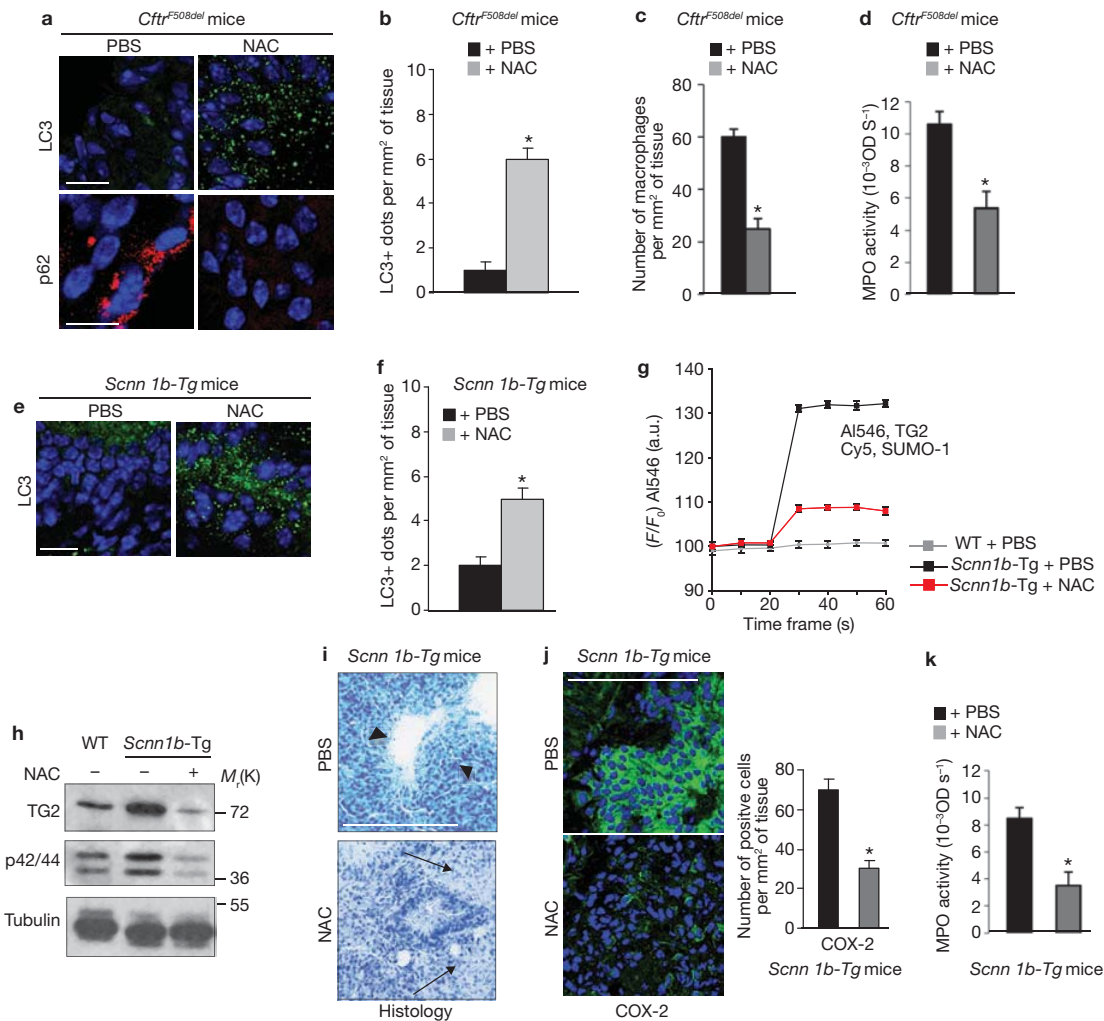 a
Cftr^F508del mice
PBS NAC
LC3
p62
b
Cftr^F508del mice
+ PBS
+ NAC
LC3+ dots per mm² of tissue
10
8
6
4
2
0
*
c
Cftr^F508del mice
+ PBS
+ NAC
Number of macrophages
per mm² of tissue
80
60
40
20
0
*
d
Cftr^F508del mice
+ PBS
+ NAC
MPO activity (10⁻³OD S⁻¹)
12
10
8
6
4
2
0
*
e
Scnn 1b-Tg mice
PBS NAC
LC3
f
Scnn 1b-Tg mice
+ PBS
+ NAC
LC3+ dots per mm² of tissue
10
8
6
4
2
0
*
g
(F/F₀) Al546 (a.u.)
140
130
120
110
100
90
0 20 40 60
Time frame (s)
Al546, TG2
Cy5, SUMO-1
WT + PBS
Scnn1b-Tg + PBS
Scnn1b-Tg + NAC
h
WT Scnn1b-Tg
NAC – – + Mᵣ(K)
TG2 72
p42/44 36
55
Tubulin
i
Scnn 1b-Tg mice
PBS
NAC
Histology
j
Scnn 1b-Tg mice
PBS
NAC
COX-2
Number of positve cells
per mm² of tissue
80
60
40
20
0
*
COX-2
Scnn 1b-Tg mice
k
+ PBS
+ NAC
MPO activity (10⁻³OD s⁻¹)
12
10
8
6
4
2
0
*
Scnn 1b-Tg mice